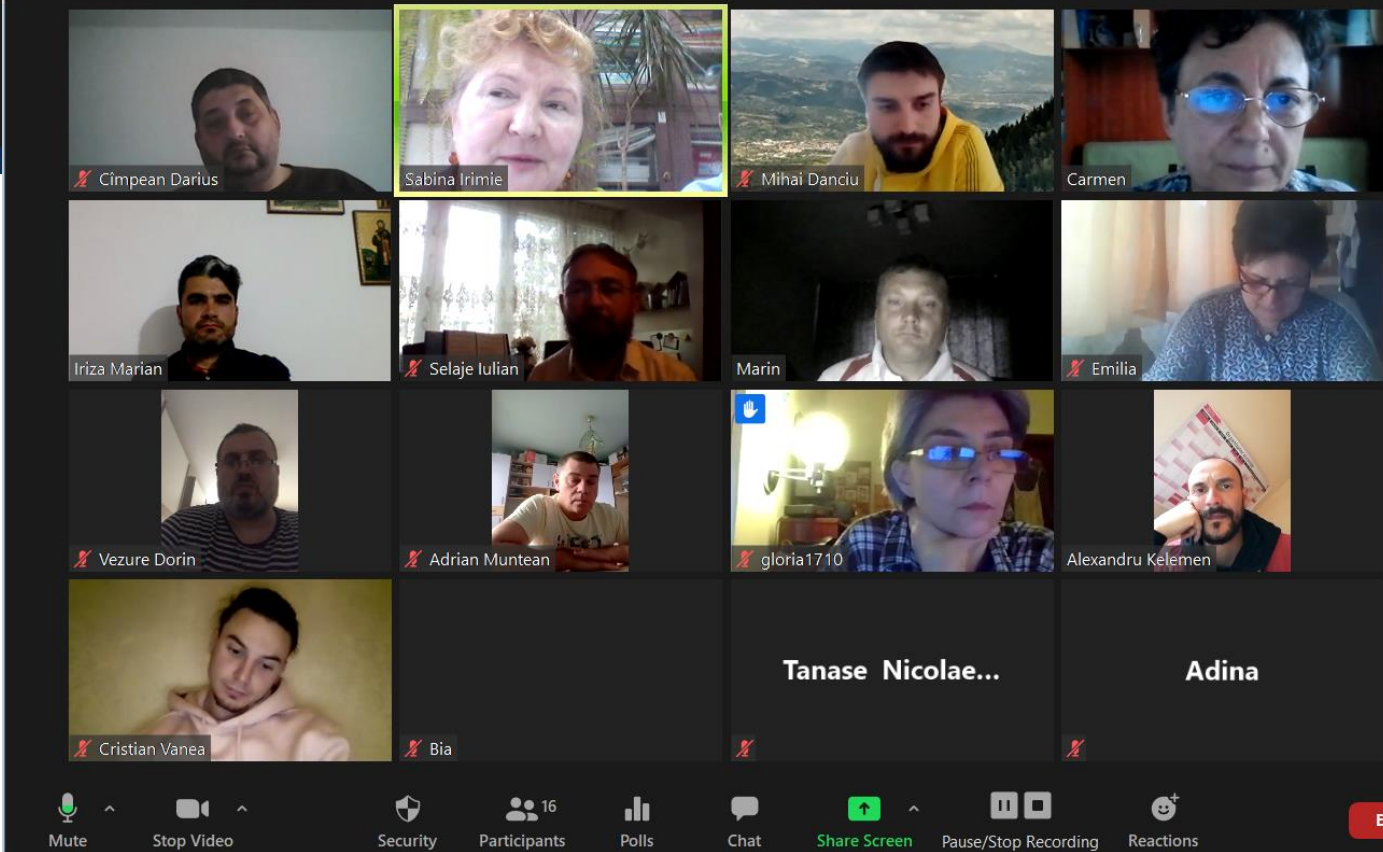 Cîmpean Darius
Sabina Irimie
Mihai Danciu
Carmen
Iriza Marian
Selaje Iulian
Marin
Emilia
Vezure Dorin
Adrian Muntean
gloria1710
Alexandru Kelemen
Cristian Vanea
Bia
Tanase Nicolae...
Adina
16
Mute
Stop Video
Security
Participants
Polls
Chat
Share Screen
Pause/Stop Recording
Reactions